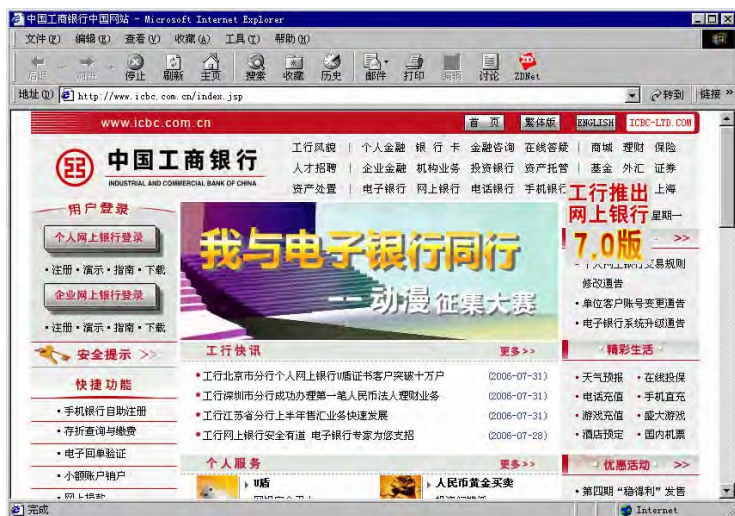 中国工商银行中国网站 - Microsoft Internet Explorer
文件(F) 编辑(E) 查看(V) 收藏(A) 工具(T) 帮助(H)
后退 前进 停止 刷新 主页 搜索 收藏 历史 邮件 打印 编辑 讨论 ZDNet
地址(D) http://www.icbc.com.cn/index.jsp 转到 链接 »
www.icbc.com.cn 首 页 繁体版 ENGLISH ICBC-LTD.COM
中国工商银行
INDUSTRIAL AND COMMERCIAL BANK OF CHINA
工行风貌 | 个人金融 银行卡 金融咨询 在线答疑 | 商城 理财 保险
人才招聘 | 企业金融 机构业务 投资银行 资产托管 | 基金 外汇 证券
资产处置 | 电子银行 网上银行 电话银行 手机银行 上海
工行推出
网上银行
7.0版
星期一
用户登录
个人网上银行登录
·注册·演示·指南·下载
企业网上银行登录
·注册·演示·指南·下载
安全提示 >>
快捷功能
·手机银行自助注册
·存折查询与缴费
·电子回单验证
·小额账户销户
·网上捐款
我与电子银行同行
--动漫征集大赛
工行快讯 更多>>
•工行北京市分行个人网上银行U盾证书客户突破十万户 (2006-07-31)
•工行深圳市分行成功办理第一笔人民币法人理财业务 (2006-07-31)
•工行江苏省分行上半年售汇业务快速发展 (2006-07-31)
•工行网上银行安全有道 电子银行专家为您支招 (2006-07-28)
个人服务 更多>>
U盾
人民币黄金买卖
>>
·个人网上银行交易规则
修改通告
·单位客户账号变更通告
·电子银行系统升级通告
精彩生活
·天气预报 ·在线投保
·电话充值 ·手机直充
·游戏充值 ·盛大游戏
·酒店预定 ·国内机票
优惠活动 >>
·第四期“稳得利”发售
完成 Internet